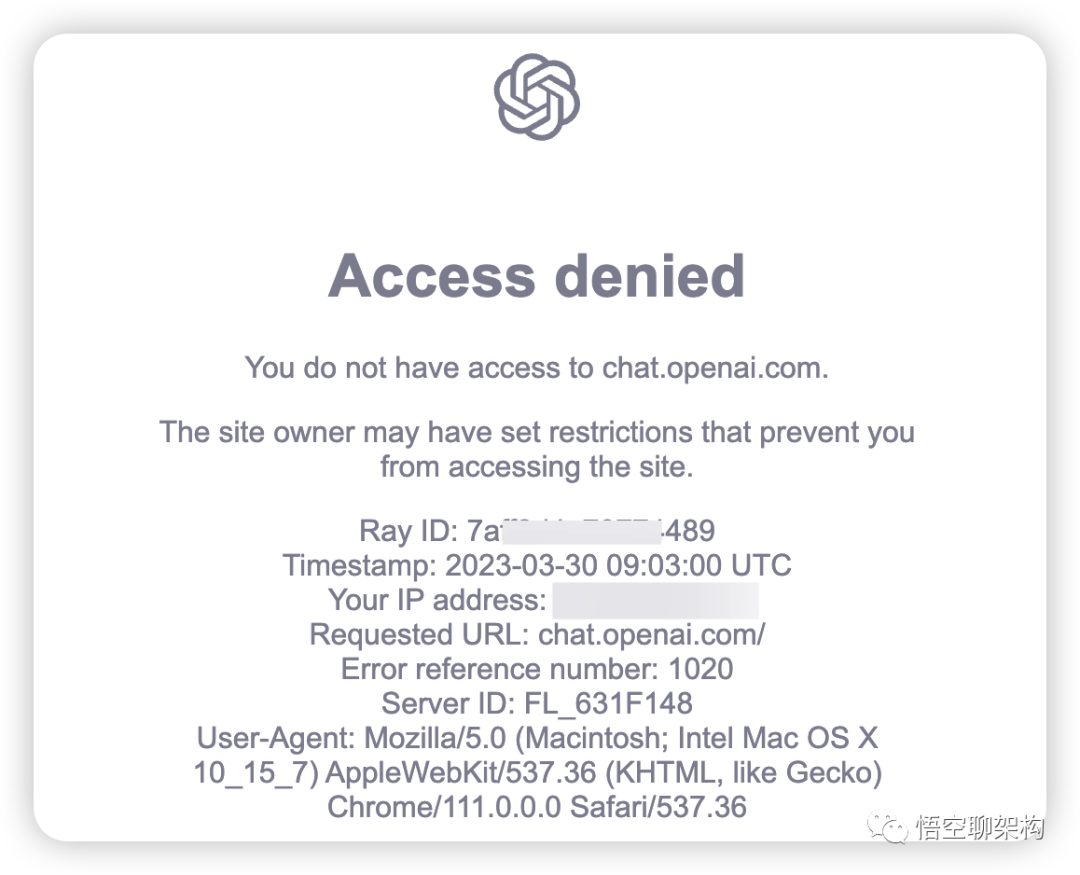 Access denied
You do not have access to chat.openai.com.
The site owner may have set restrictions that prevent you
from accessing the site.
Ray ID: 7af 489
Timestamp: 2023-03-30 09:03:00 UTC
Your IP address:
Requested URL: chat.openai.com/
Error reference number: 1020
Server ID: FL_631F148
User-Agent: Mozilla/5.0 (Macintosh; Intel Mac OS X
10_15_7) AppleWebKit/537.36 (KHTML, like Gecko)
Chrome/111.0.0.0 Safari/537.36
悟空聊架构